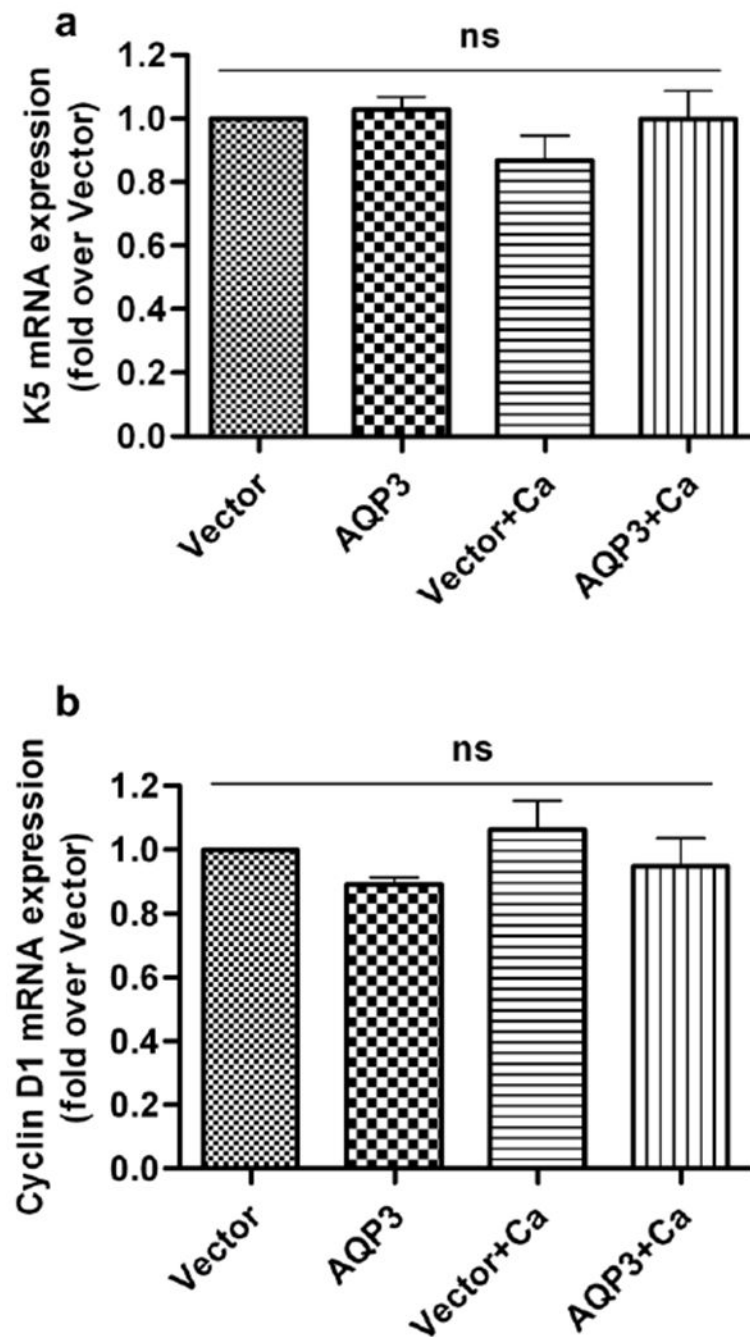 a
ns
K5 mRNA expression
(fold over Vector)
1.2
1.0
0.8
0.6
0.4
0.2
0.0
Vector
AQP3
Vector+Ca
AQP3+Ca
b
ns
Cyclin D1 mRNA expression
(fold over Vector)
1.2
1.0
0.8
0.6
0.4
0.2
0.0
Vector
AQP3
Vector+Ca
AQP3+Ca